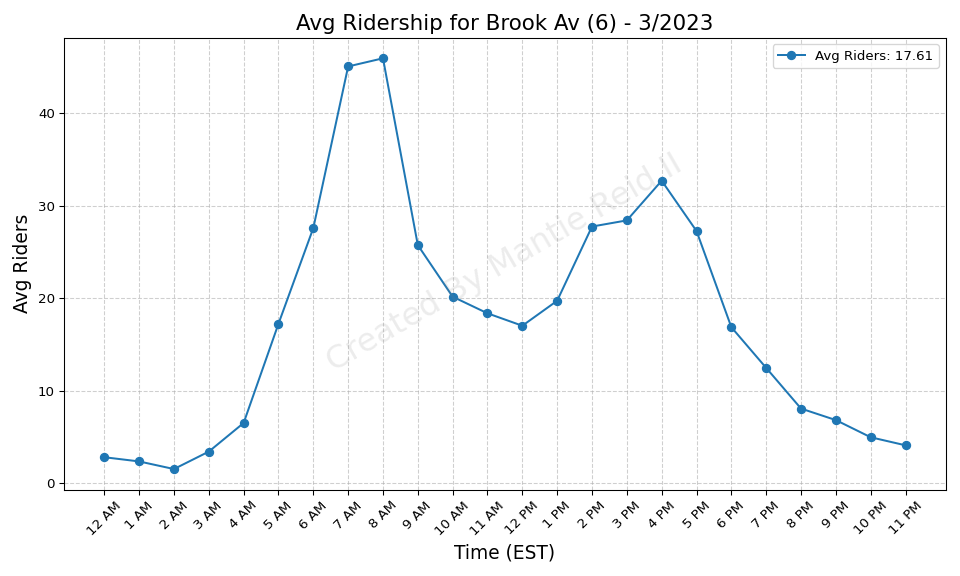 Avg Ridership for Brook Av (6) - 3/2023
Avg Riders: 17.61
Avg Riders
40
30
20
10
0
Created By Mantie Reid II
12 AM
1 AM
2 AM
3 AM
4 AM
5 AM
6 AM
7 AM
8 AM
9 AM
10 AM
11 AM
12 PM
1 PM
2 PM
3 PM
4 PM
5 PM
6 PM
7 PM
8 PM
9 PM
10 PM
11 PM
Time (EST)